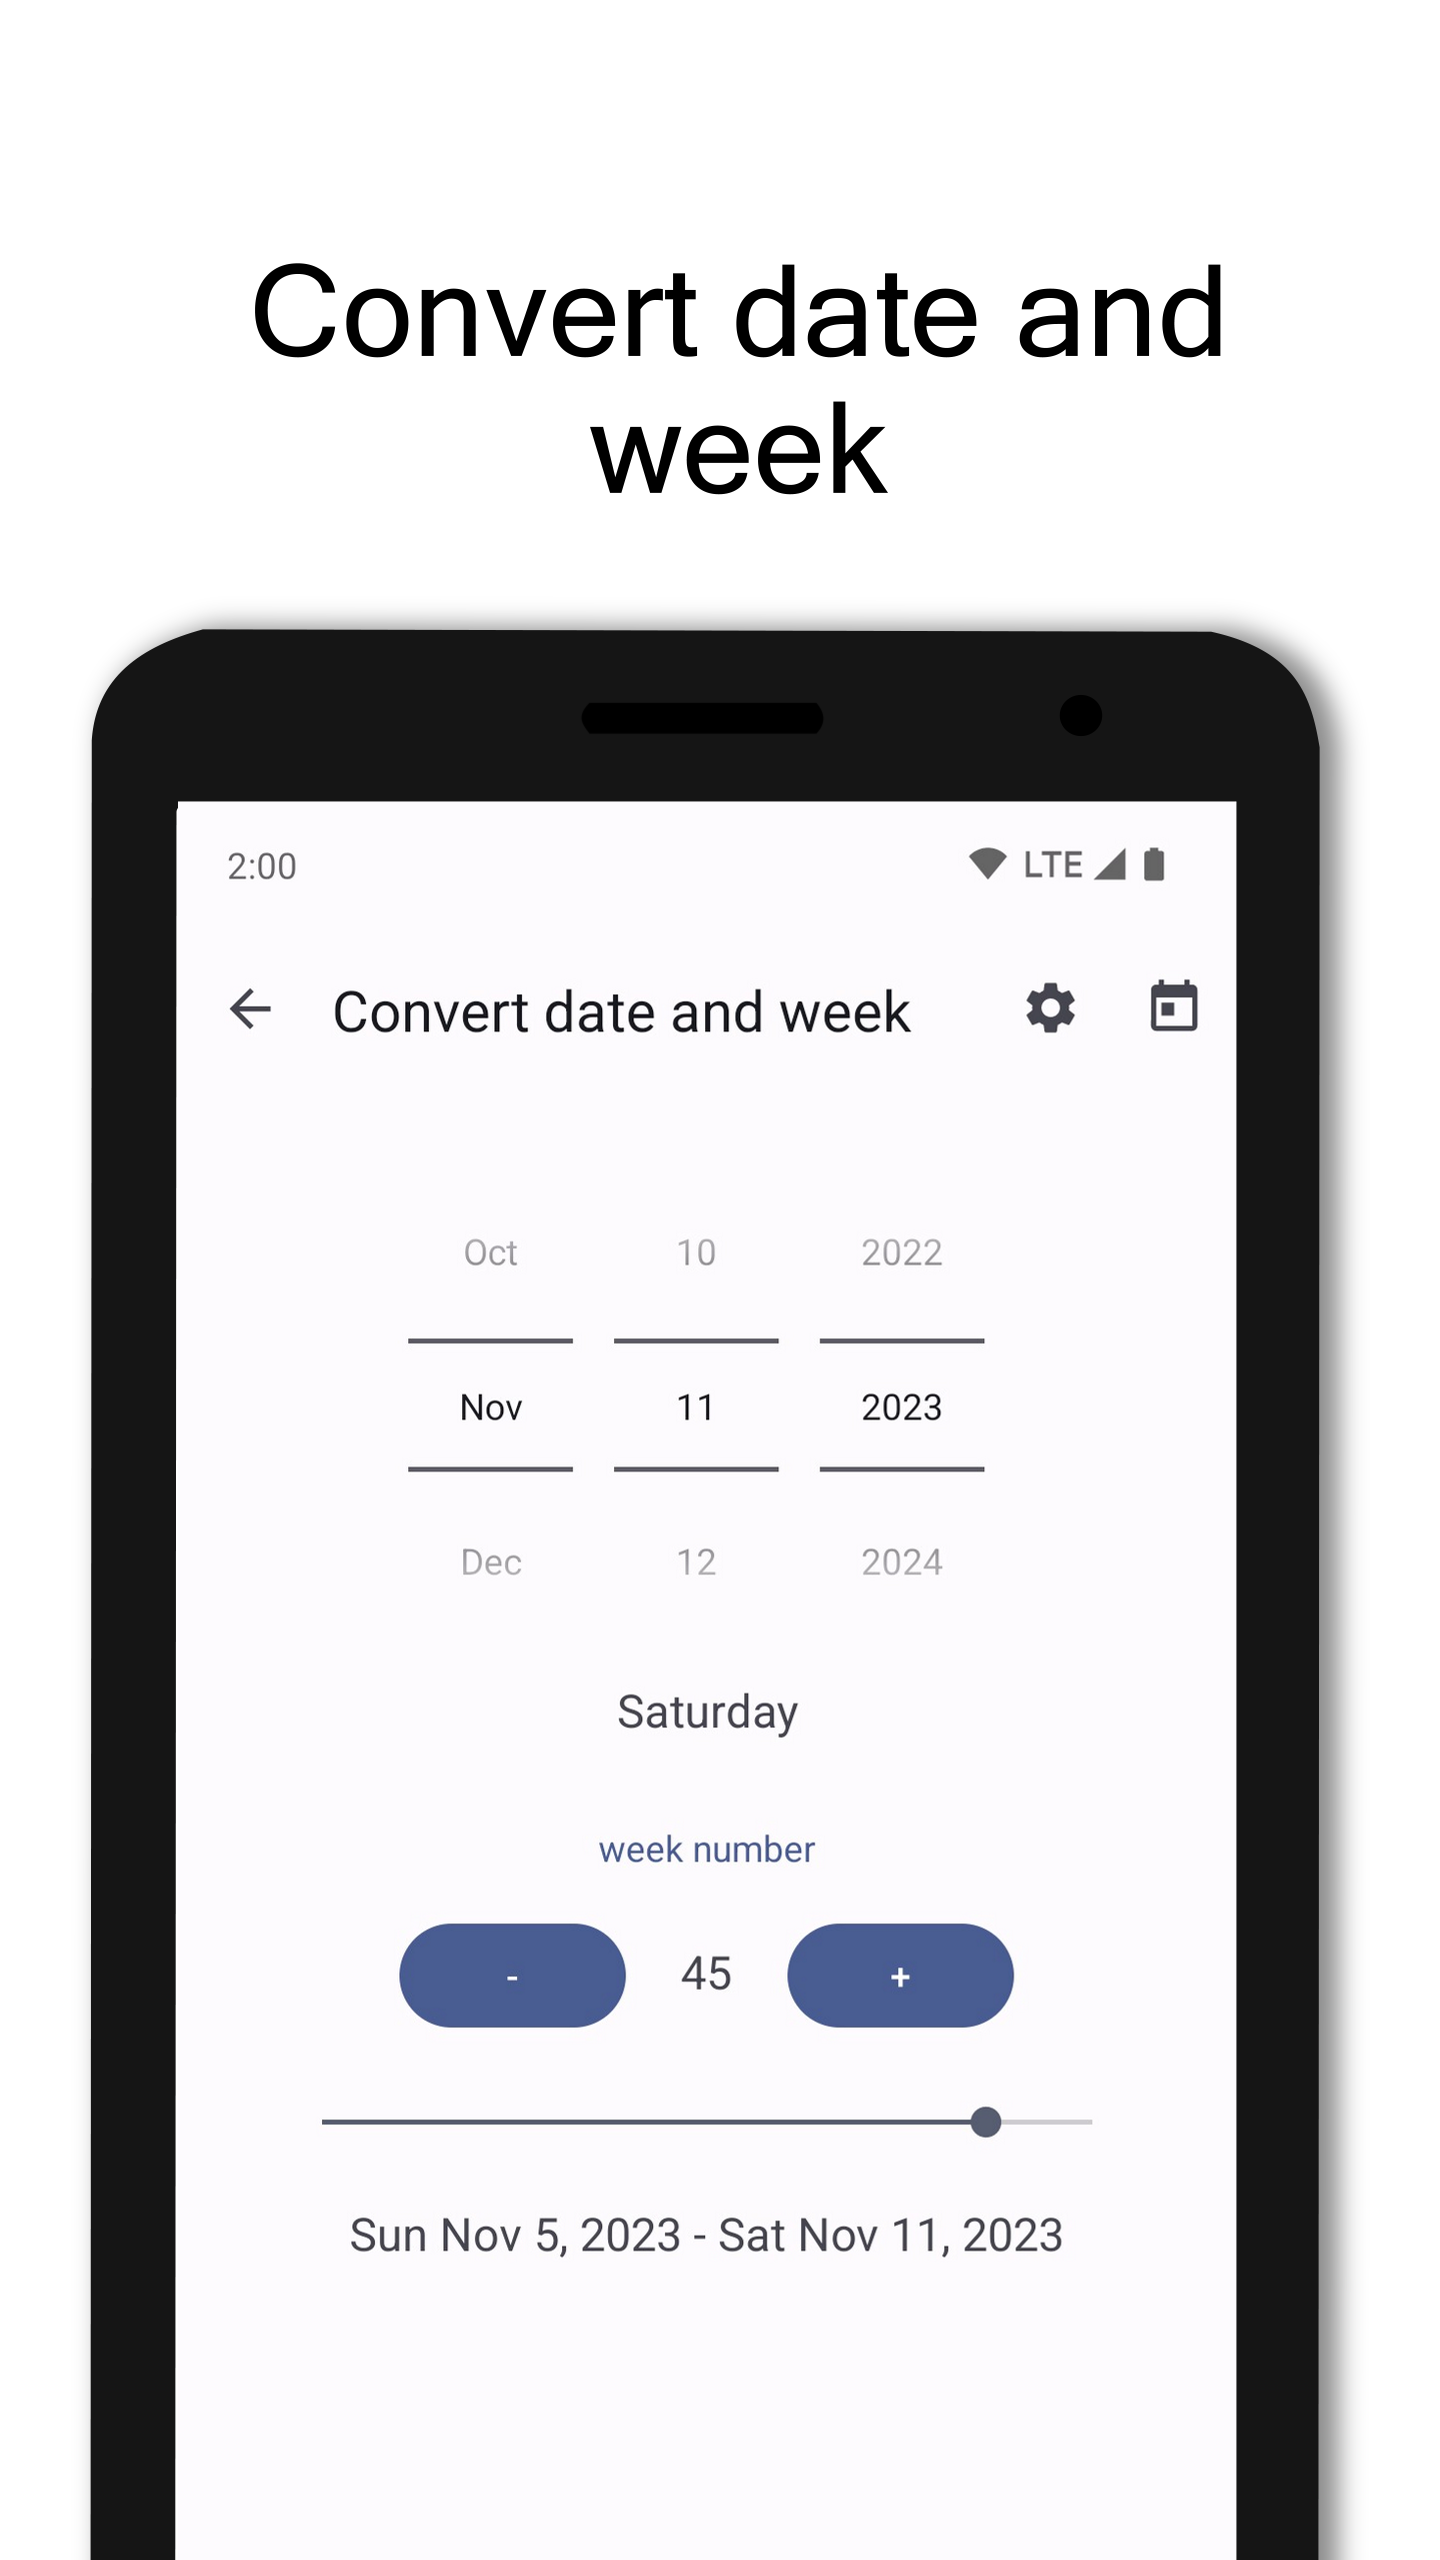 Convert date and
week
2:00
LTE
Convert date and week
Oct 10 2022
Nov 11 2023
Dec 12 2024
Saturday
week number
- 45 +
Sun Nov 5, 2023 - Sat Nov 11, 2023